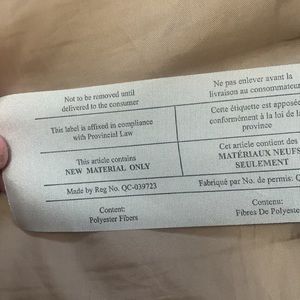 Not to be removed until
delivered to the consumer
Ne pas enlever avant la
livraison au consommateur
This label is affixed in compliance
with Provincial Law
Cette étiquette est apposée
conformément à la loi de la
province
This article contains
NEW MATERIAL ONLY
Cet article contient des
MATÉRIAUX NEUFS
SEULEMENT
Made by Reg No. QC-039723
Fabriqué par No. de permis:
Content:
Polyester Fibers
Contenu:
Fibres De Polyester